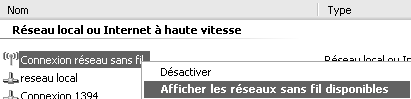 Nom Type
Réseau local ou Internet à haute vitesse
Connexion réseau sans fil Réseau local ou In
reseau local Désactiver
Connexion 1394 Afficher les réseaux sans fil disponibles